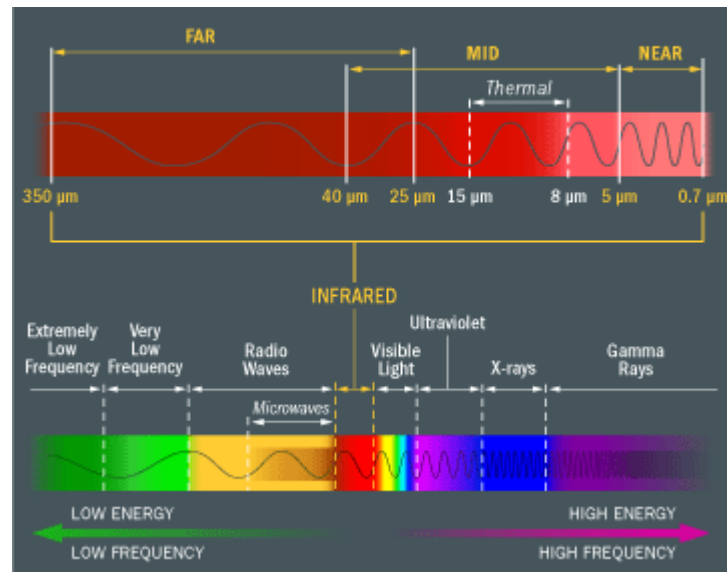 FAR
MID
NEAR
Thermal
350 µm
40 µm
25 µm
15 µm
8 µm
5 µm
0.7 µm
INFRARED
Extremely
Low
Frequency
Very
Low
Frequency
Radio
Waves
Microwaves
Visible
Light
Ultraviolet
X-rays
Gamma
Rays
LOW ENERGY
HIGH ENERGY
LOW FREQUENCY
HIGH FREQUENCY